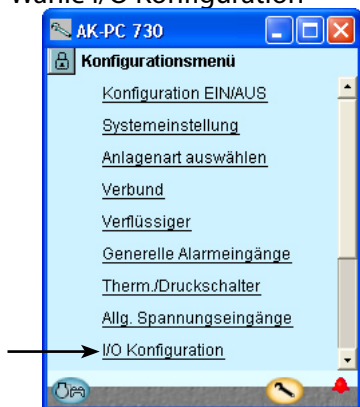 Wähle I/O Konfiguration
AK-PC 730
Konfigurationsmenü
Konfiguration EIN/AUS
Systemeinstellung
Anlagenart auswählen
Verbund
Verflüssiger
Generelle Alarmeingänge
Therm./Druckschalter
Allg. Spannungseingänge
I/O Konfiguration